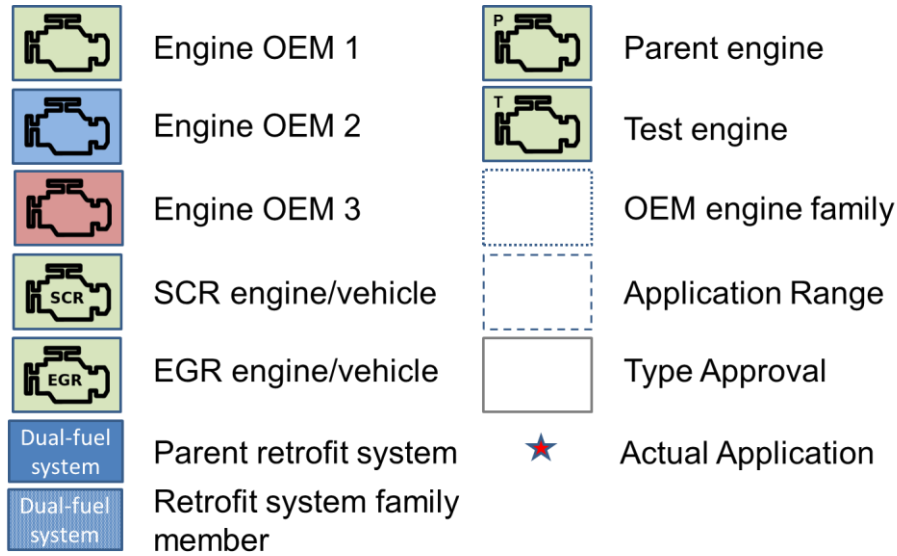 Engine OEM 1
P
Parent engine
Engine OEM 2
T
Test engine
Engine OEM 3
OEM engine family
SCR
SCR engine/vehicle
Application Range
EGR
EGR engine/vehicle
Type Approval
Dual-fuel
system
Parent retrofit system
Actual Application
Dual-fuel
system
Retrofit system family
member